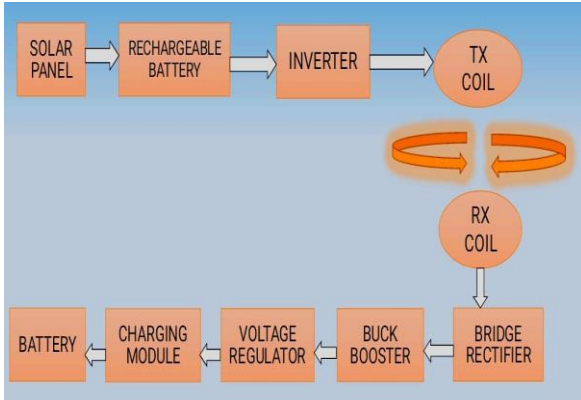 SOLAR
PANEL
RECHARGEABLE
BATTERY
INVERTER
TX
COIL
RX
COIL
BATTERY
CHARGING
MODULE
VOLTAGE
REGULATOR
BUCK
BOOSTER
BRIDGE
RECTIFIER